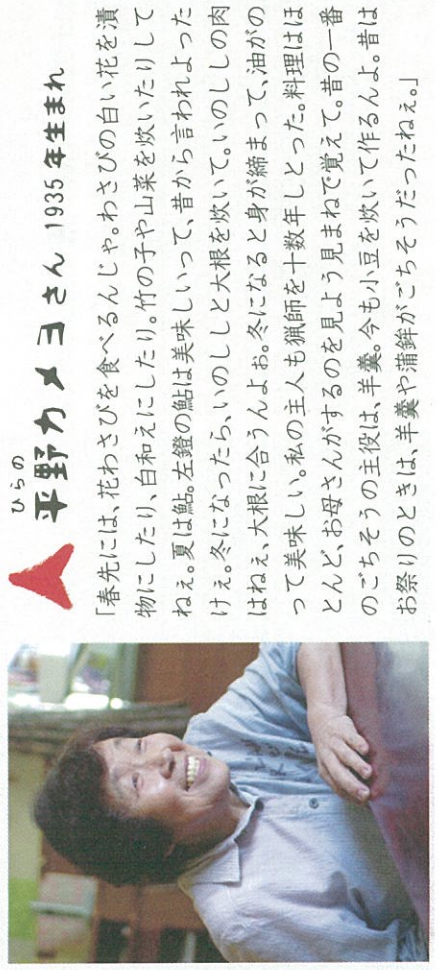 ひらの
平野カメヨさん 1935年生まれ
「春先には、花わさびを食べるんじゃ。わさびの白い花を漬
物にしたり、白和えにしたり。竹の子や山菜を炊いたりして
ねぇ。夏は鮎。左鐙の鮎は美味しいって、昔から言われよった
けぇ。冬になったら、いのししと大根を炊いて。いのししの肉
はねぇ、大根に合うんよぉ。冬になると身が締まって、油がの
って美味しい。私の主人も猟師を十数年しとった。料理はほ
とんど、お母さんがするのを見よう見まねで覚えて。昔の一番
のごちそうの主役は、羊羹。今も小豆を炊いて作るんよ。昔は
お祭りのときは、羊羹や蒲鉾がごちそうだったねぇ。」